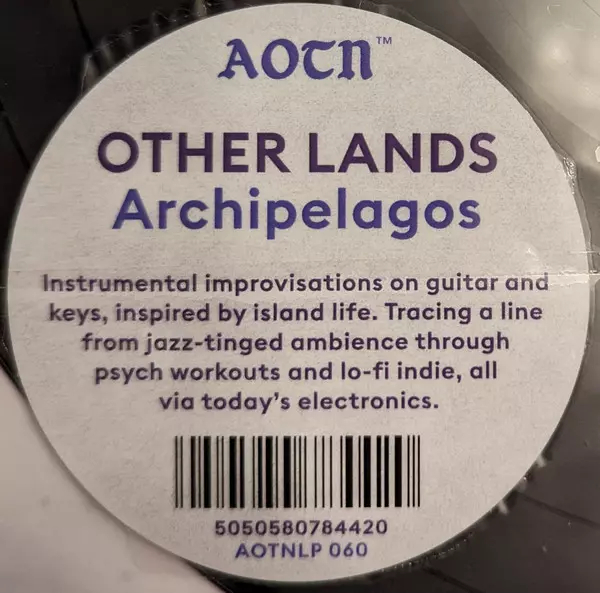 AOTN™
OTHER LANDS
Archipelagos
Instrumental improvisations on guitar and
keys, inspired by island life. Tracing a line
from jazz-tinged ambience through
psych workouts and lo-fi indie, all
via today's electronics.
5050580784420
AOTNLP 060